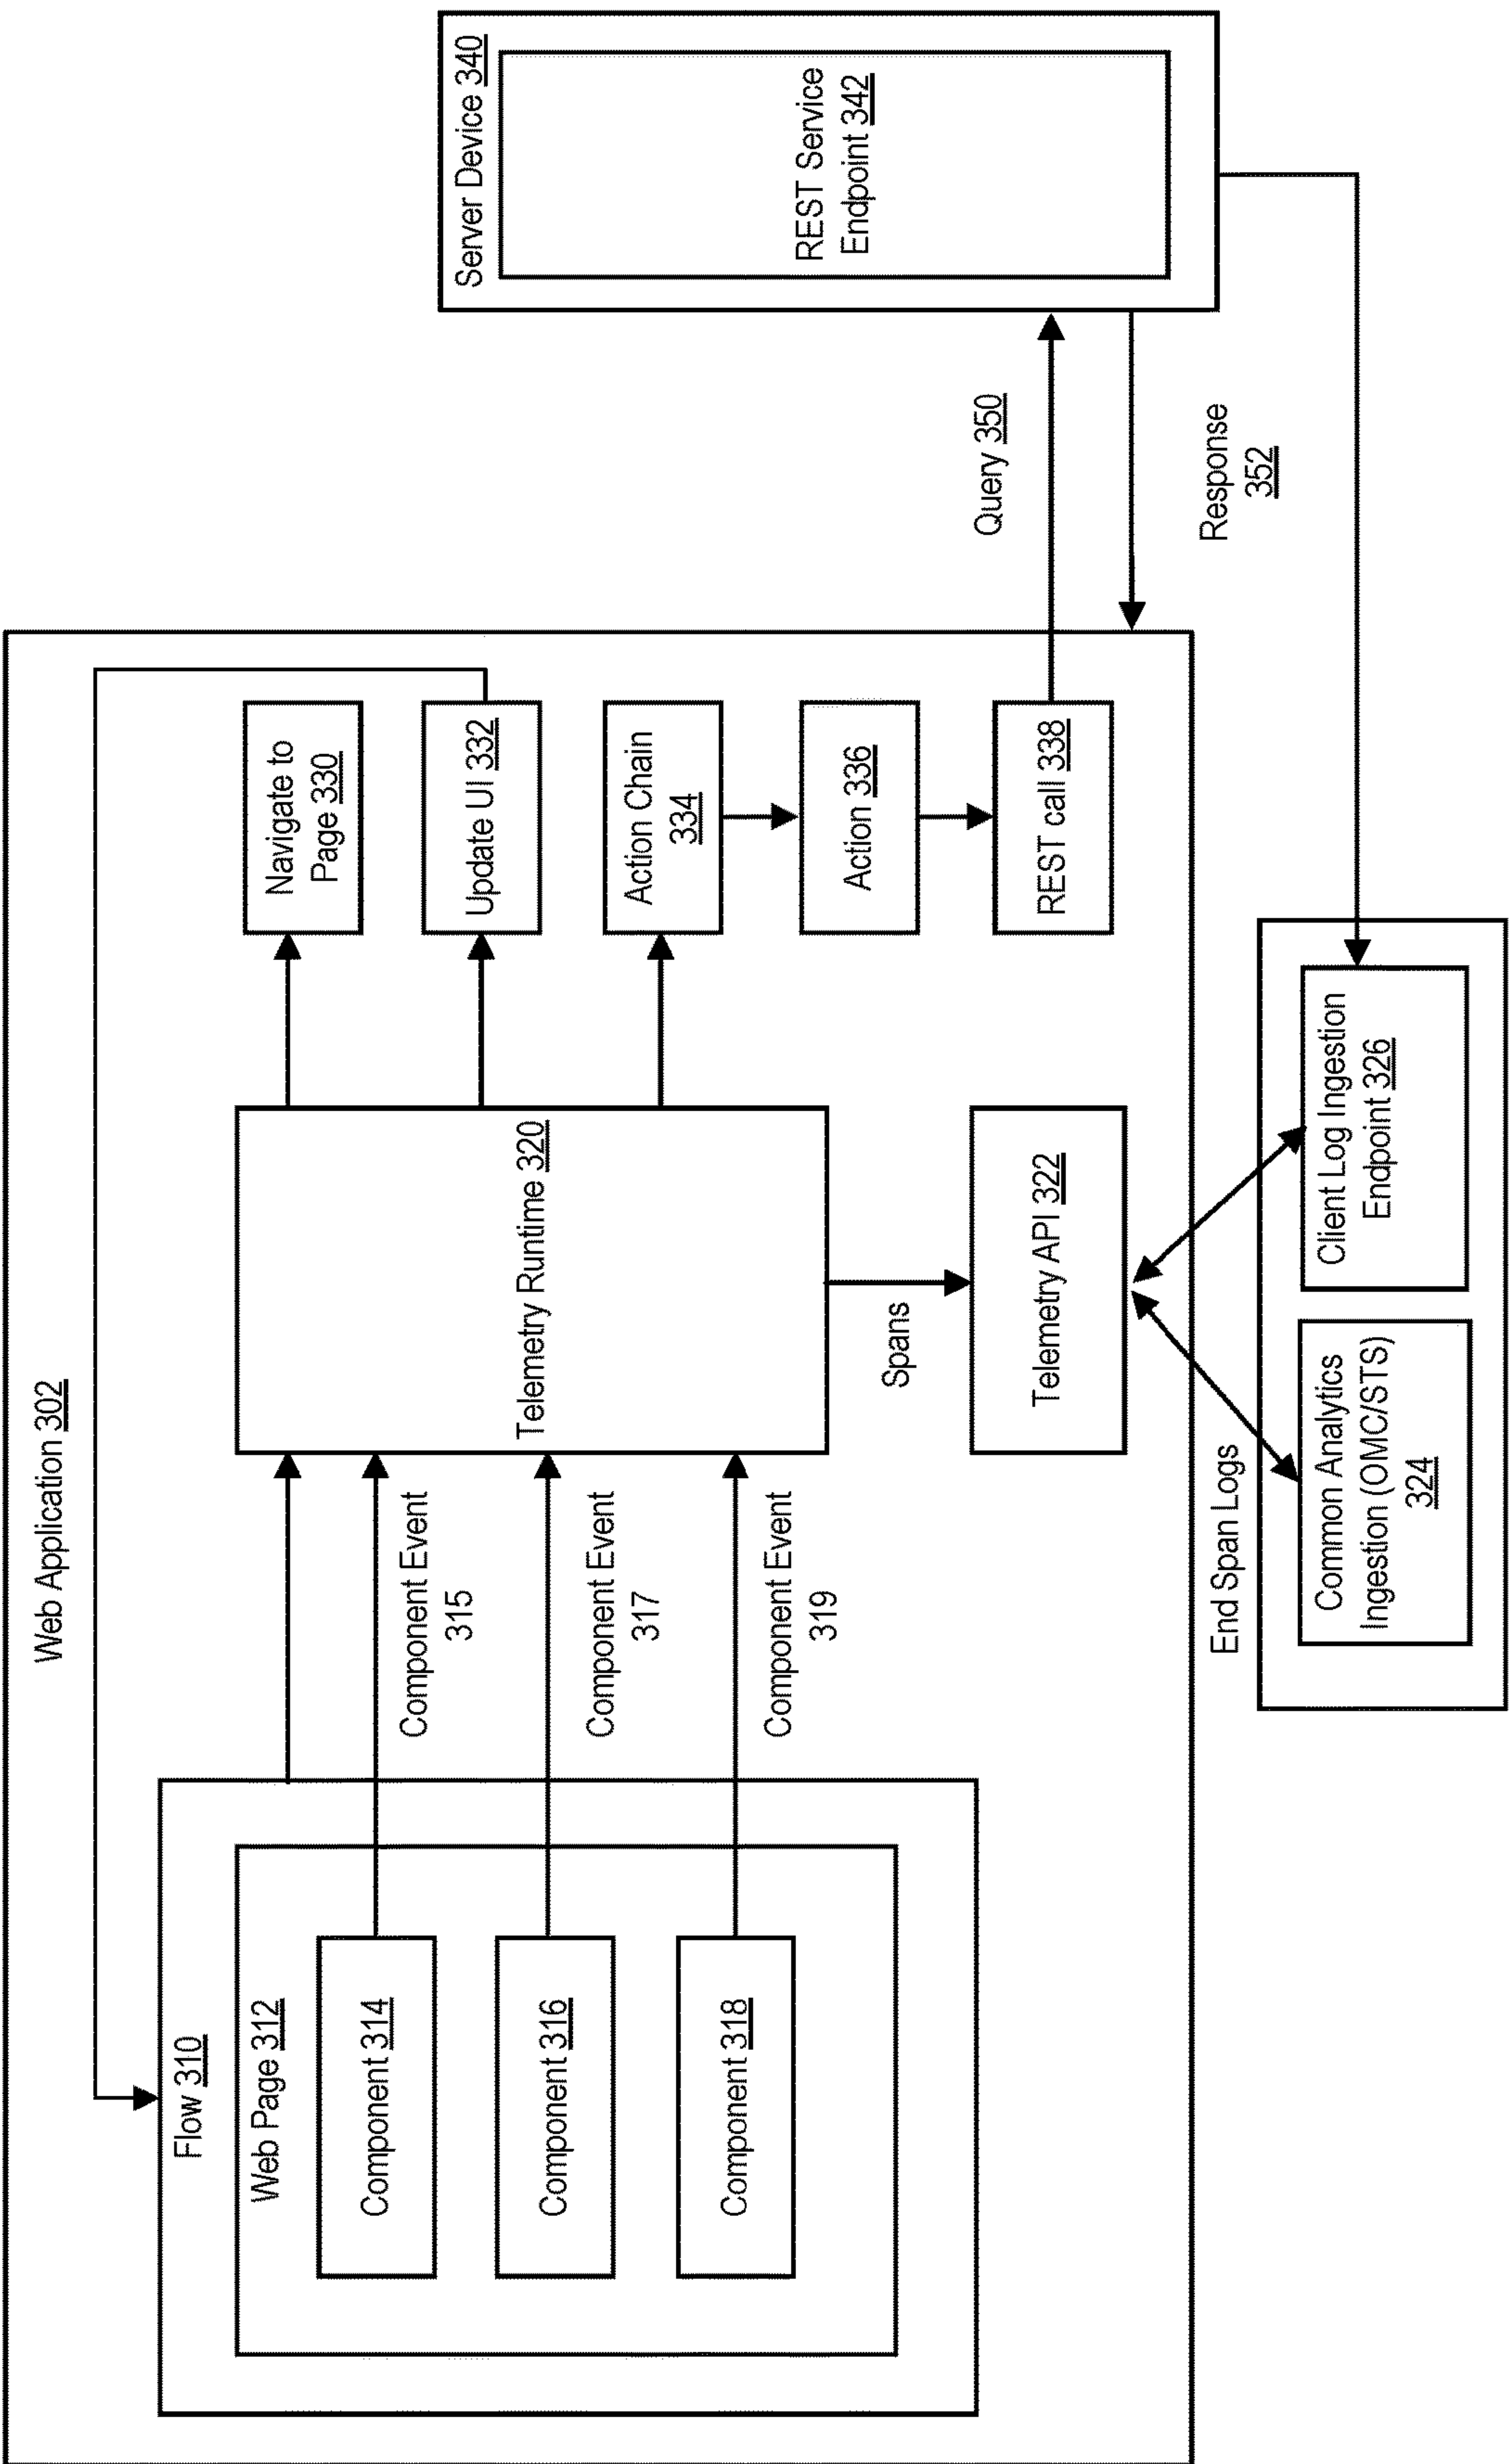 Web Application 302
Flow 310
Web Page 312
Component 314
Component 316
Component 318
Component Event
315
Component Event
317
Component Event
319
Telemetry Runtime 320
Spans
Telemetry API 322
Navigate to
Page 330
Update UI 332
Action Chain
334
Action 336
REST call 338
Query 350
Response
352
Server Device 340
REST Service
Endpoint 342
End Span Logs
Common Analytics
Ingestion (OMC/STS)
324
Client Log Ingestion
Endpoint 326